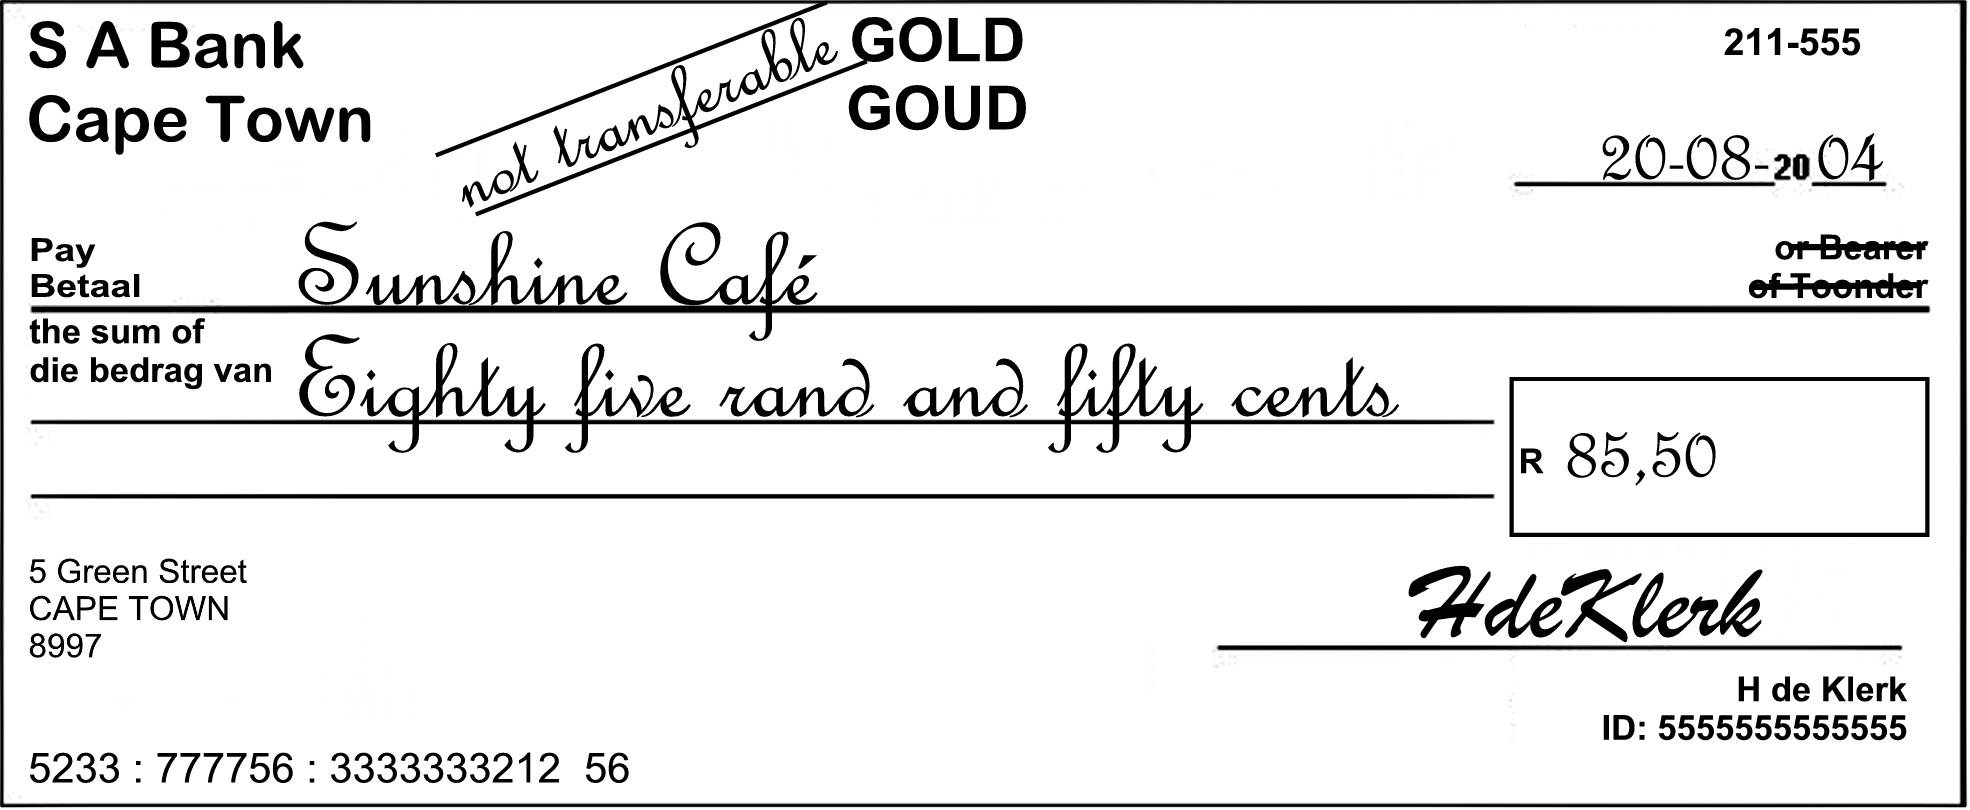 S A Bank
Cape Town
not transferable
GOLD
GOUD
211-555
20-08-2004
Pay
Betaal
Sunshine Café
or Bearer
of Toonder
the sum of
die bedrag van
Eighty five rand and fifty cents
R 85,50
5 Green Street
CAPE TOWN
8997
HdeKlerk
H de Klerk
ID: 5555555555555
5233 : 777756 : 3333333212 56